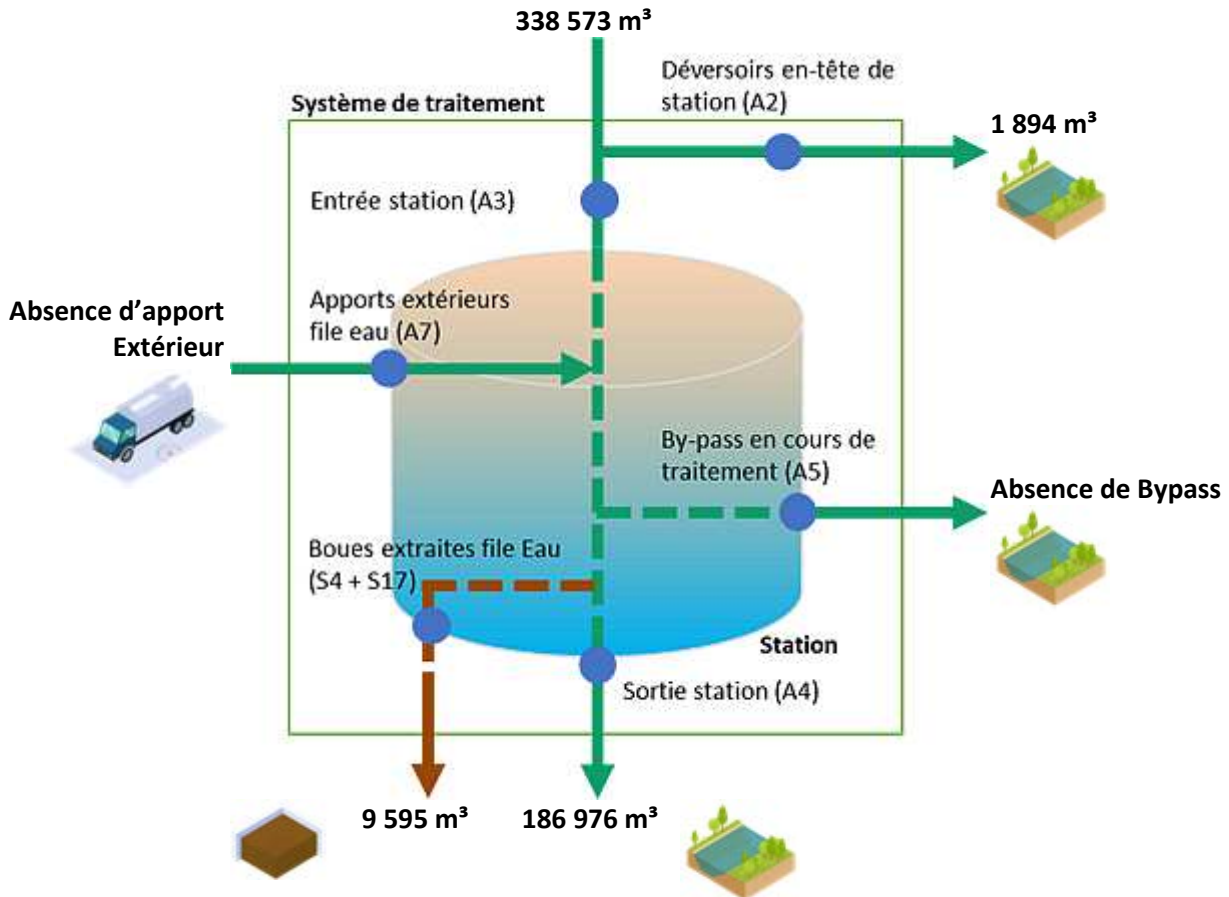 338 573 m³
Déversoirs en-tête de
station (A2)
Système de traitement
1 894 m³
Entrée station (A3)
Apports extérieurs
file eau (A7)
Absence d’apport
Extérieur
By-pass en cours de
traitement (A5)
Absence de Bypass
Boues extraites file Eau
(S4 + S17)
Station
Sortie station (A4)
9 595 m³
186 976 m³